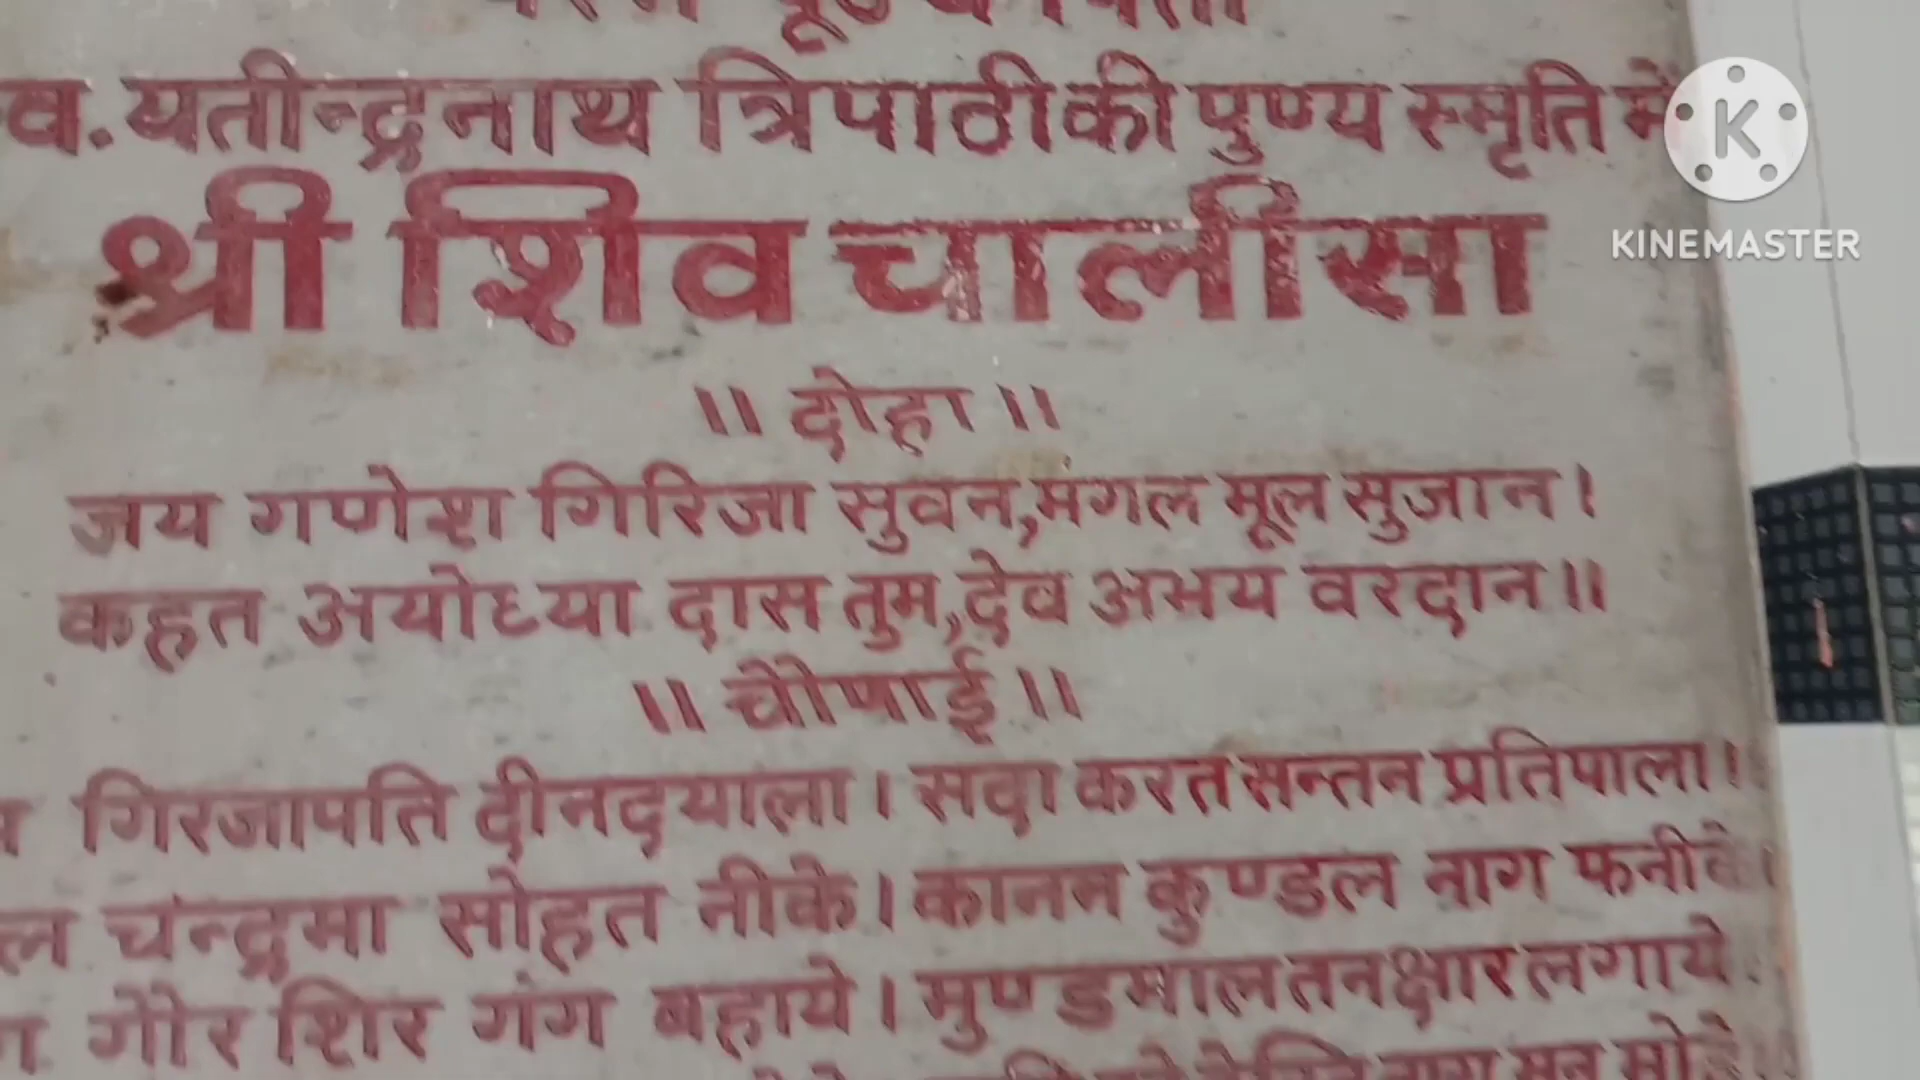 व. यतीन्द्रनाथ त्रिपाठी की पुण्य स्मृति में
श्री शिव चालीसा
॥ दोहा ॥
जय गणेश गिरिजा सुवन, मंगल मूल सुजान।
कहत अयोध्या दास तुम, देव अभय वरदान॥
॥ चौपाई ॥
गिरजापति दीनदयाला। सदा करत सन्तन प्रतिपाला।
चंन्द्रमा सोहत नीके। कानन कुण्डल नाग फनीके।
गौर शिर गंग बहाये। मुण्डमाल तन क्षार लगाये
KINEMASTER